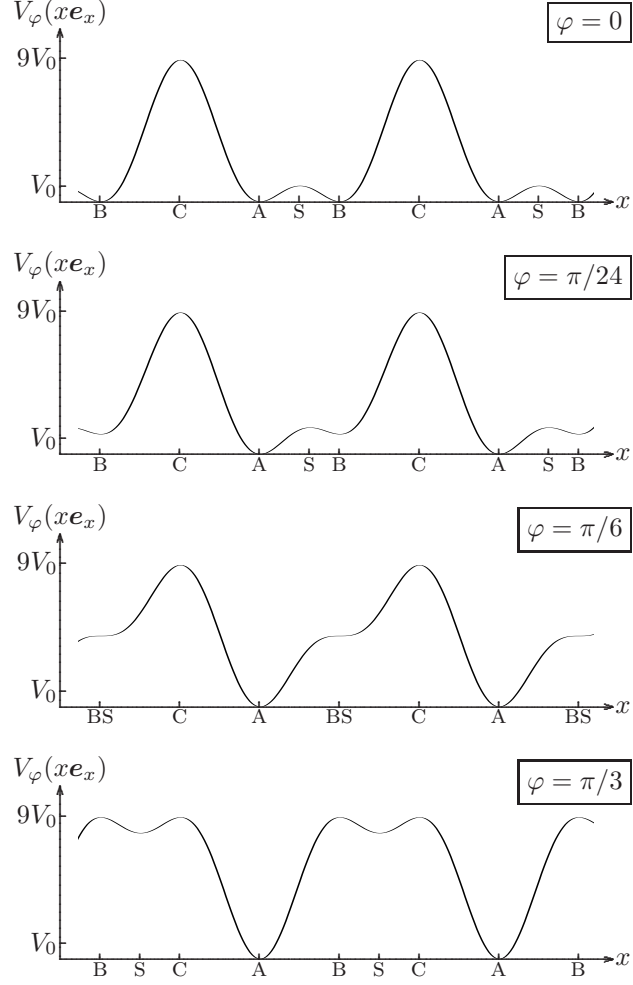 Vφ(xeₓ)
φ = 0
9V₀
V₀
B C A S B C A S B x
Vφ(xeₓ)
φ = π/24
9V₀
V₀
B C A S B C A S B x
Vφ(xeₓ)
φ = π/6
9V₀
V₀
BS C A BS C A BS x
Vφ(xeₓ)
φ = π/3
9V₀
V₀
B S C A B S C A B x